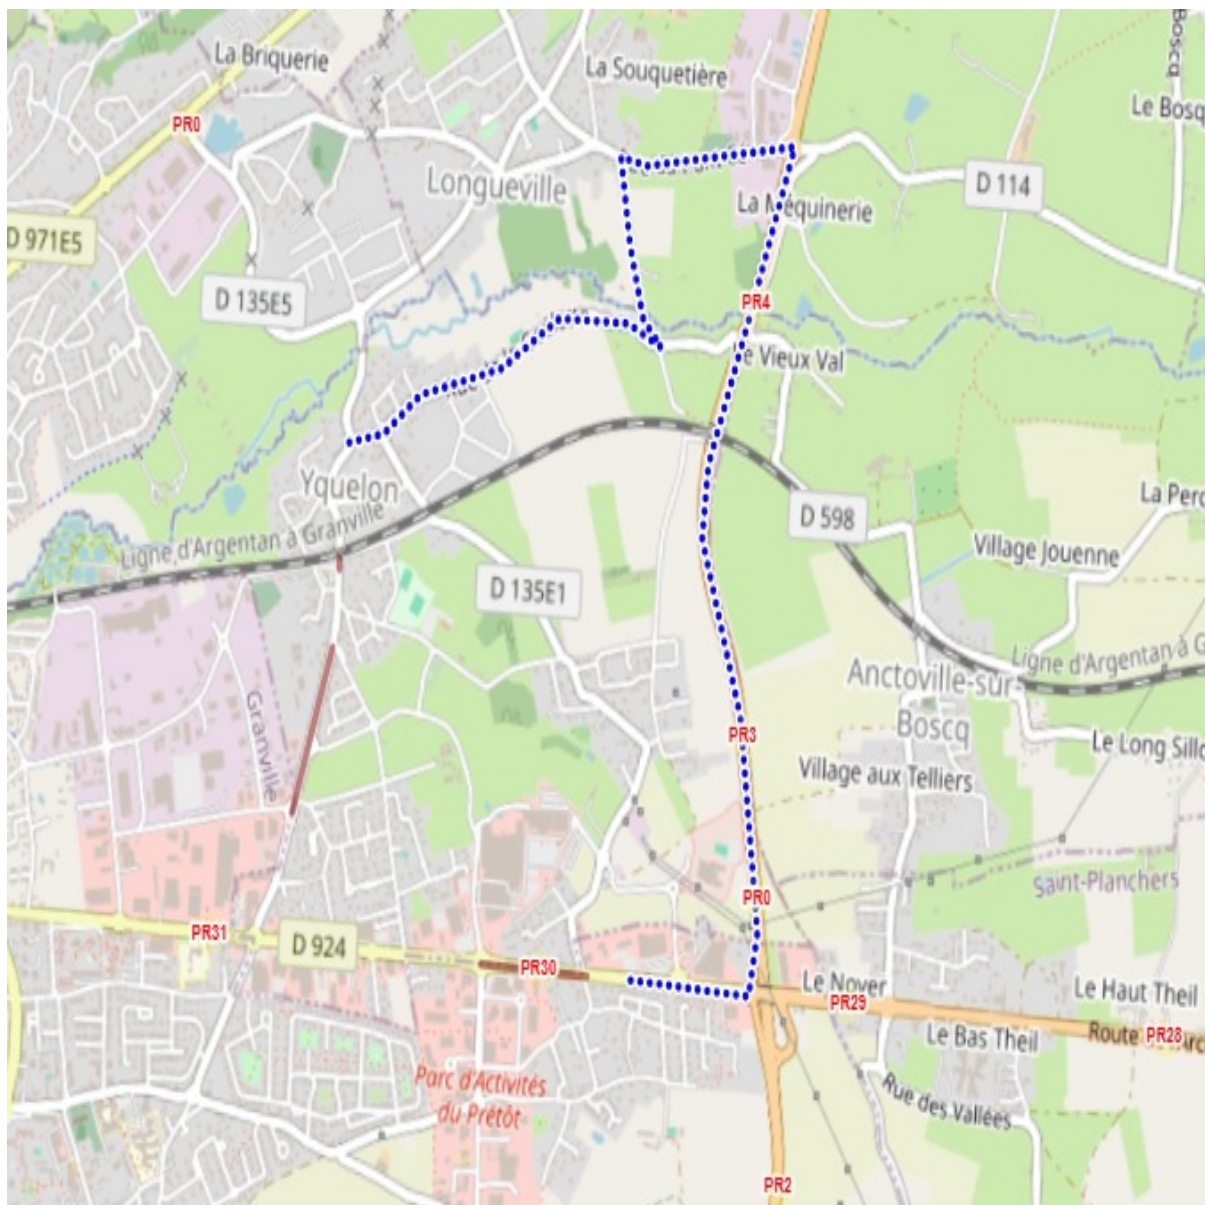 La Briquerie
La Souquetière
Boscq
Le Bosq
PR0
Longueville
D 114
La Méquinerie
D 971E5
D 135E5
PR4
Le Vieux Val
Yquelon
La Perc
D 598
Ligne d'Argentan à Granville
Village Jouenne
D 135E1
Ligne d'Argentan à G
Anctoville-sur-
Boscq
Granville
PR3
Le Long Sillo
Village aux Telliers
Saint-Planchers
PR0
PR31
D 924
PR30
Le Noyer
PR29
Le Haut Theil
Le Bas Theil
Route
PR28
Parc d'Activités
du Prétôt
Rue des Vallées
PR2